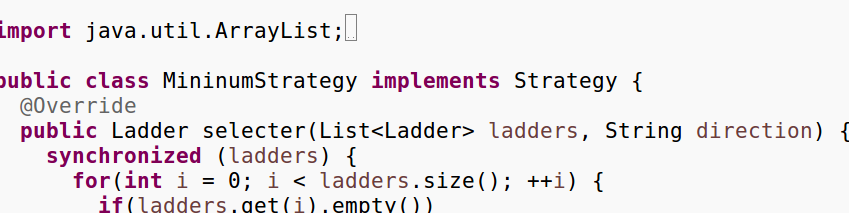 import java.util.ArrayList;
public class MininumStrategy implements Strategy {
@Override
public Ladder selecter(List<Ladder> ladders, String direction) {
synchronized (ladders) {
for(int i = 0; i < ladders.size(); ++i) {
if(ladders.get(i).empty())